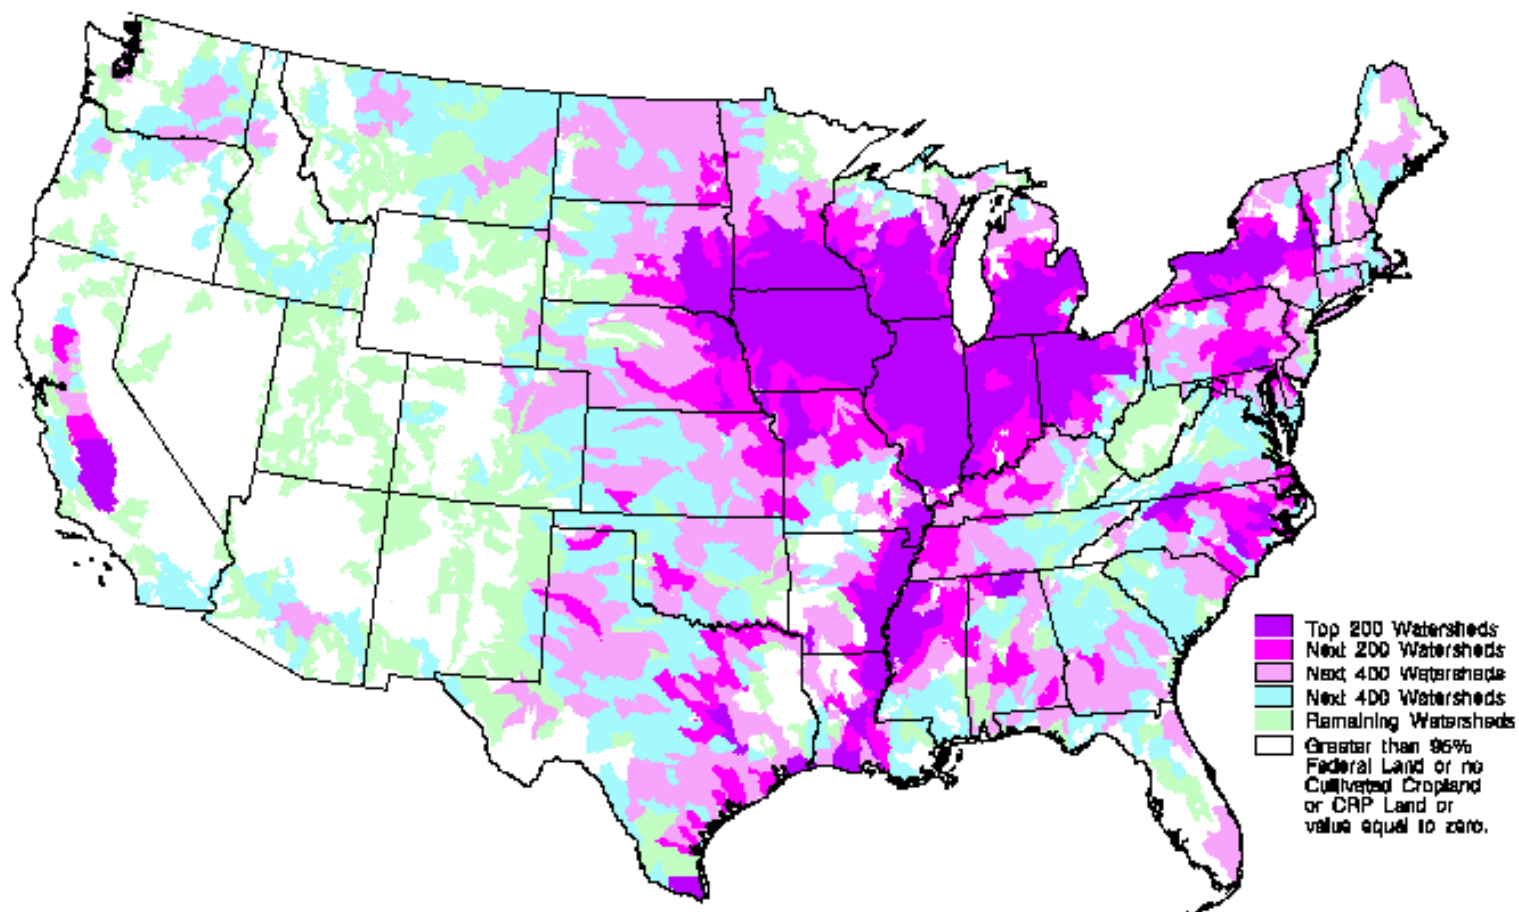 Top 200 Watersheds
Next 200 Watersheds
Next 400 Watersheds
Next 400 Watersheds
Remaining Watersheds
Greater than 95%
Federal Land or no
Cultivated Cropland
or CRP Land or
value equal to zero.